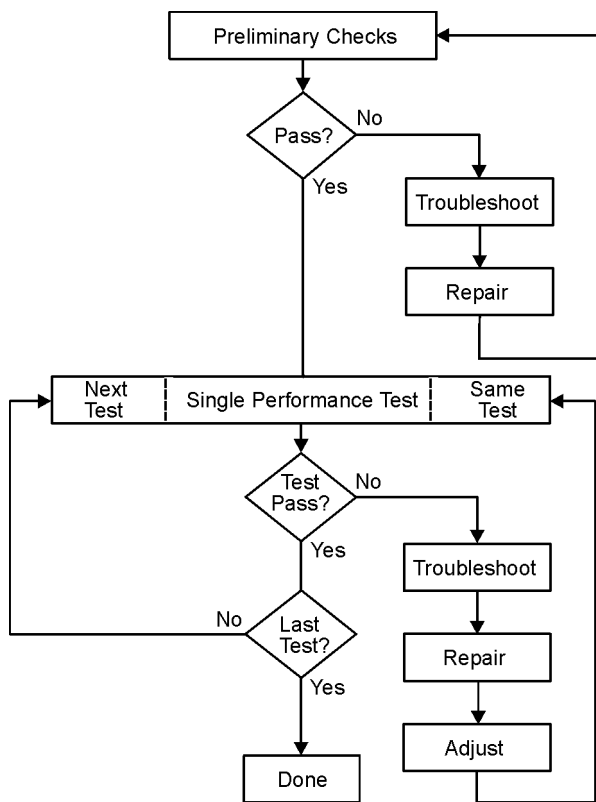 Preliminary Checks
Pass?
No
Yes
Troubleshoot
Repair
Next
Test
Single Performance Test
Same
Test
Test
Pass?
No
Yes
Troubleshoot
No
Last
Test?
Repair
Yes
Adjust
Done